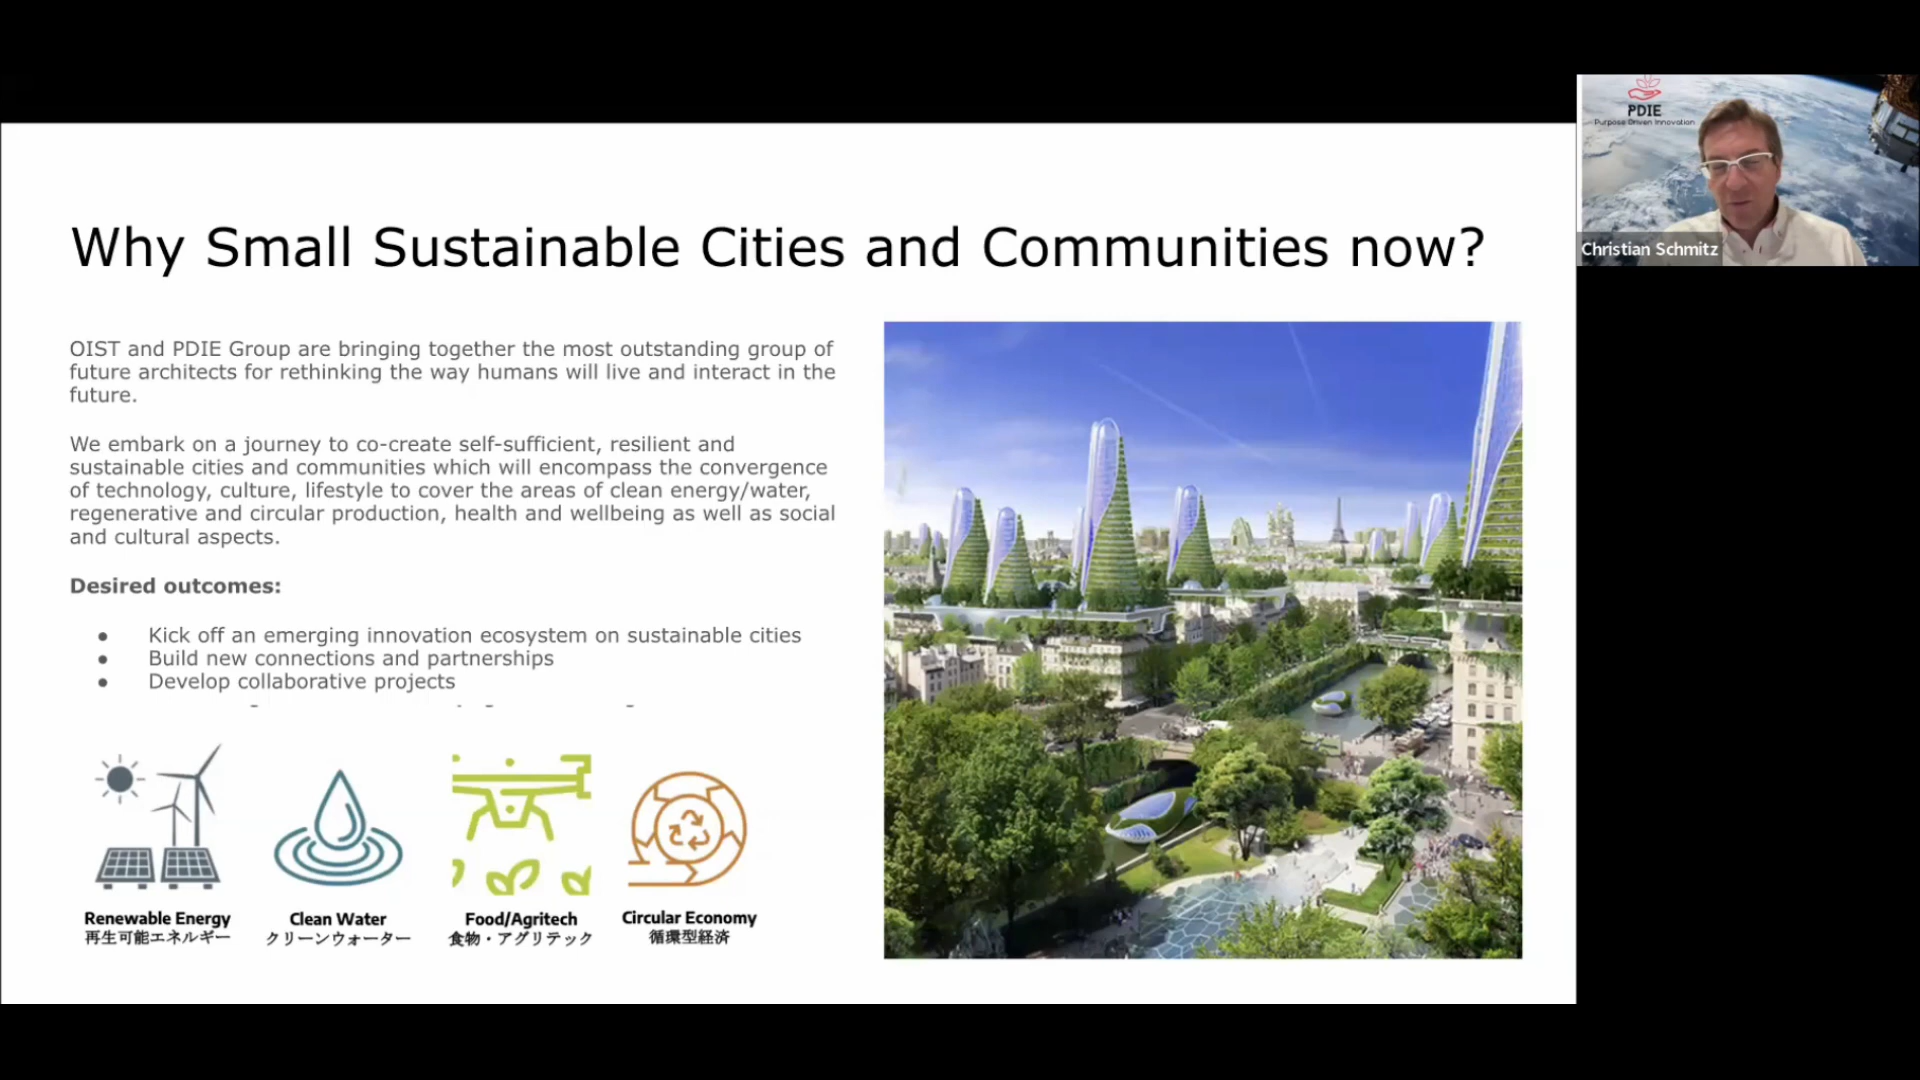 PDIE
Purpose Driven Innovation
Christian Schmitz
Why Small Sustainable Cities and Communities now?
OIST and PDIE Group are bringing together the most outstanding group of
future architects for rethinking the way humans will live and interact in the
future.
We embark on a journey to co-create self-sufficient, resilient and
sustainable cities and communities which will encompass the convergence
of technology, culture, lifestyle to cover the areas of clean energy/water,
regenerative and circular production, health and wellbeing as well as social
and cultural aspects.
Desired outcomes:
● Kick off an emerging innovation ecosystem on sustainable cities
● Build new connections and partnerships
● Develop collaborative projects
Renewable Energy
再生可能エネルギー
Clean Water
クリーンウォーター
Food/Agritech
食物・アグリテック
Circular Economy
循環型経済